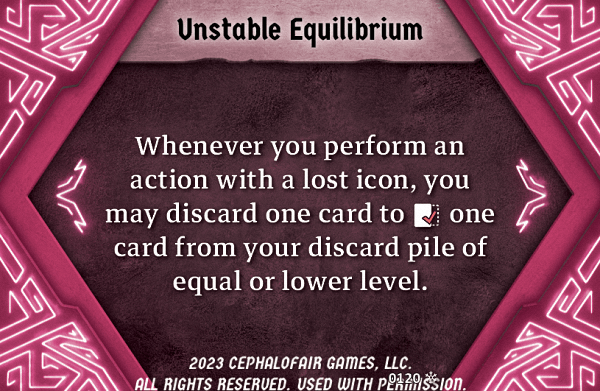 Unstable Equilibrium
Whenever you perform an
action with a lost icon, you
may discard one card to one
card from your discard pile of
equal or lower level.
2023 CEPHALOFAIR GAMES, LLC.
ALL RIGHTS RESERVED. USED WITH PERMISSION.
0120